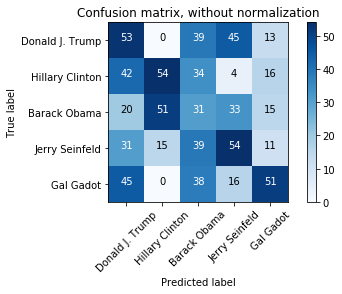 Confusion matrix, without normalization
True label
Donald J. Trump 53 0 39 45 13
Hillary Clinton 42 54 34 4 16
Barack Obama 20 51 31 33 15
Jerry Seinfeld 31 15 39 54 11
Gal Gadot 45 0 38 16 51
Donald J. Trump
Hillary Clinton
Barack Obama
Jerry Seinfeld
Gal Gadot
Predicted label
50
40
30
20
10
0